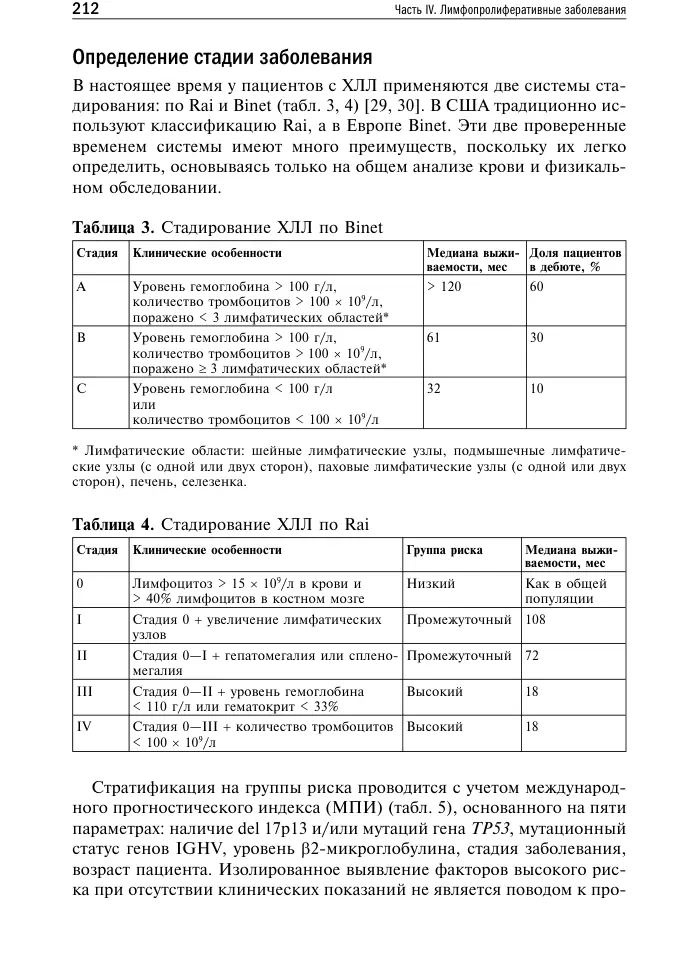 212
Часть IV. Лимфопролиферативные заболевания
Определение стадии заболевания
В настоящее время у пациентов с ХЛЛ применяются две системы ста-
дирования: по Rai и Binet (табл. 3, 4) [29, 30]. В США традиционно ис-
пользуют классификацию Rai, а в Европе Binet. Эти две проверенные
временем системы имеют много преимуществ, поскольку их легко
определить, основываясь только на общем анализе крови и физикаль-
ном обследовании.
Таблица 3. Стадирование ХЛЛ по Binet
Стадия | Клинические особенности | Медиана выжи-
ваемости, мес | Доля пациентов
в дебюте, %
A | Уровень гемоглобина > 100 г/л,
количество тромбоцитов > 100 × 10⁹/л,
поражено < 3 лимфатических областей* | > 120 | 60
B | Уровень гемоглобина > 100 г/л,
количество тромбоцитов > 100 × 10⁹/л,
поражено ≥ 3 лимфатических областей* | 61 | 30
C | Уровень гемоглобина < 100 г/л
или
количество тромбоцитов < 100 × 10⁹/л | 32 | 10
* Лимфатические области: шейные лимфатические узлы, подмышечные лимфатиче-
ские узлы (с одной или двух сторон), паховые лимфатические узлы (с одной или двух
сторон), печень, селезенка.
Таблица 4. Стадирование ХЛЛ по Rai
Стадия | Клинические особенности | Группа риска | Медиана выжи-
ваемости, мес
0 | Лимфоцитоз > 15 × 10⁹/л в крови и
> 40% лимфоцитов в костном мозге | Низкий | Как в общей
популяции
I | Стадия 0 + увеличение лимфатических
узлов | Промежуточный | 108
II | Стадия 0—I + гепатомегалия или сплено-
мегалия | Промежуточный | 72
III | Стадия 0—II + уровень гемоглобина
< 110 г/л или гематокрит < 33% | Высокий | 18
IV | Стадия 0—III + количество тромбоцитов
< 100 × 10⁹/л | Высокий | 18
Стратификация на группы риска проводится с учетом международ-
ного прогностического индекса (МПИ) (табл. 5), основанного на пяти
параметрах: наличие del 17p13 и/или мутаций гена TP53, мутационный
статус генов IGHV, уровень β2-микроглобулина, стадия заболевания,
возраст пациента. Изолированное выявление факторов высокого рис-
ка при отсутствии клинических показаний не является поводом к про-